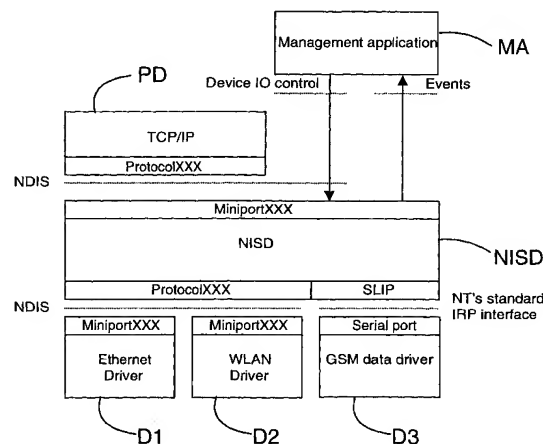 Management application
MA
Device IO control
Events
PD
TCP/IP
ProtocolXXX
NDIS
MiniportXXX
NISD
NISD
ProtocolXXX
SLIP
NDIS
NT's standard
IRP interface
MiniportXXX
MiniportXXX
Serial port
Ethernet
Driver
WLAN
Driver
GSM data driver
D1
D2
D3